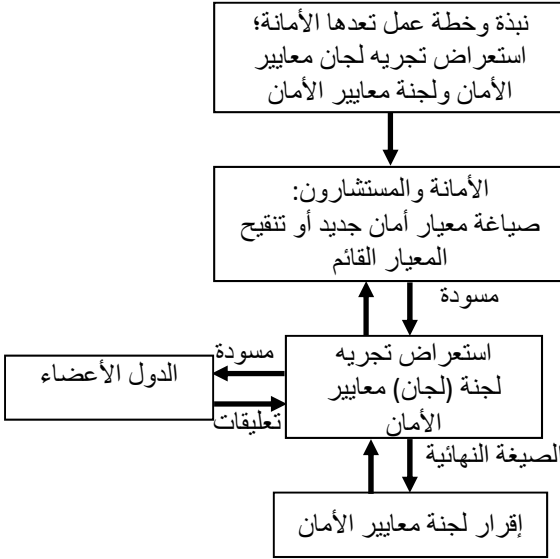 نبذة وخطة عمل تعدها الأمانة؛
استعراض تجريه لجان معايير
الأمان ولجنة معايير الأمان
الأمانة والمستشارون:
صياغة معيار أمان جديد أو تنقيح
المعيار القائم
مسودة
استعراض تجريه
لجنة (لجان) معايير
الأمان
مسودة
الدول الأعضاء
تعليقات
الصيغة النهائية
إقرار لجنة معايير الأمان